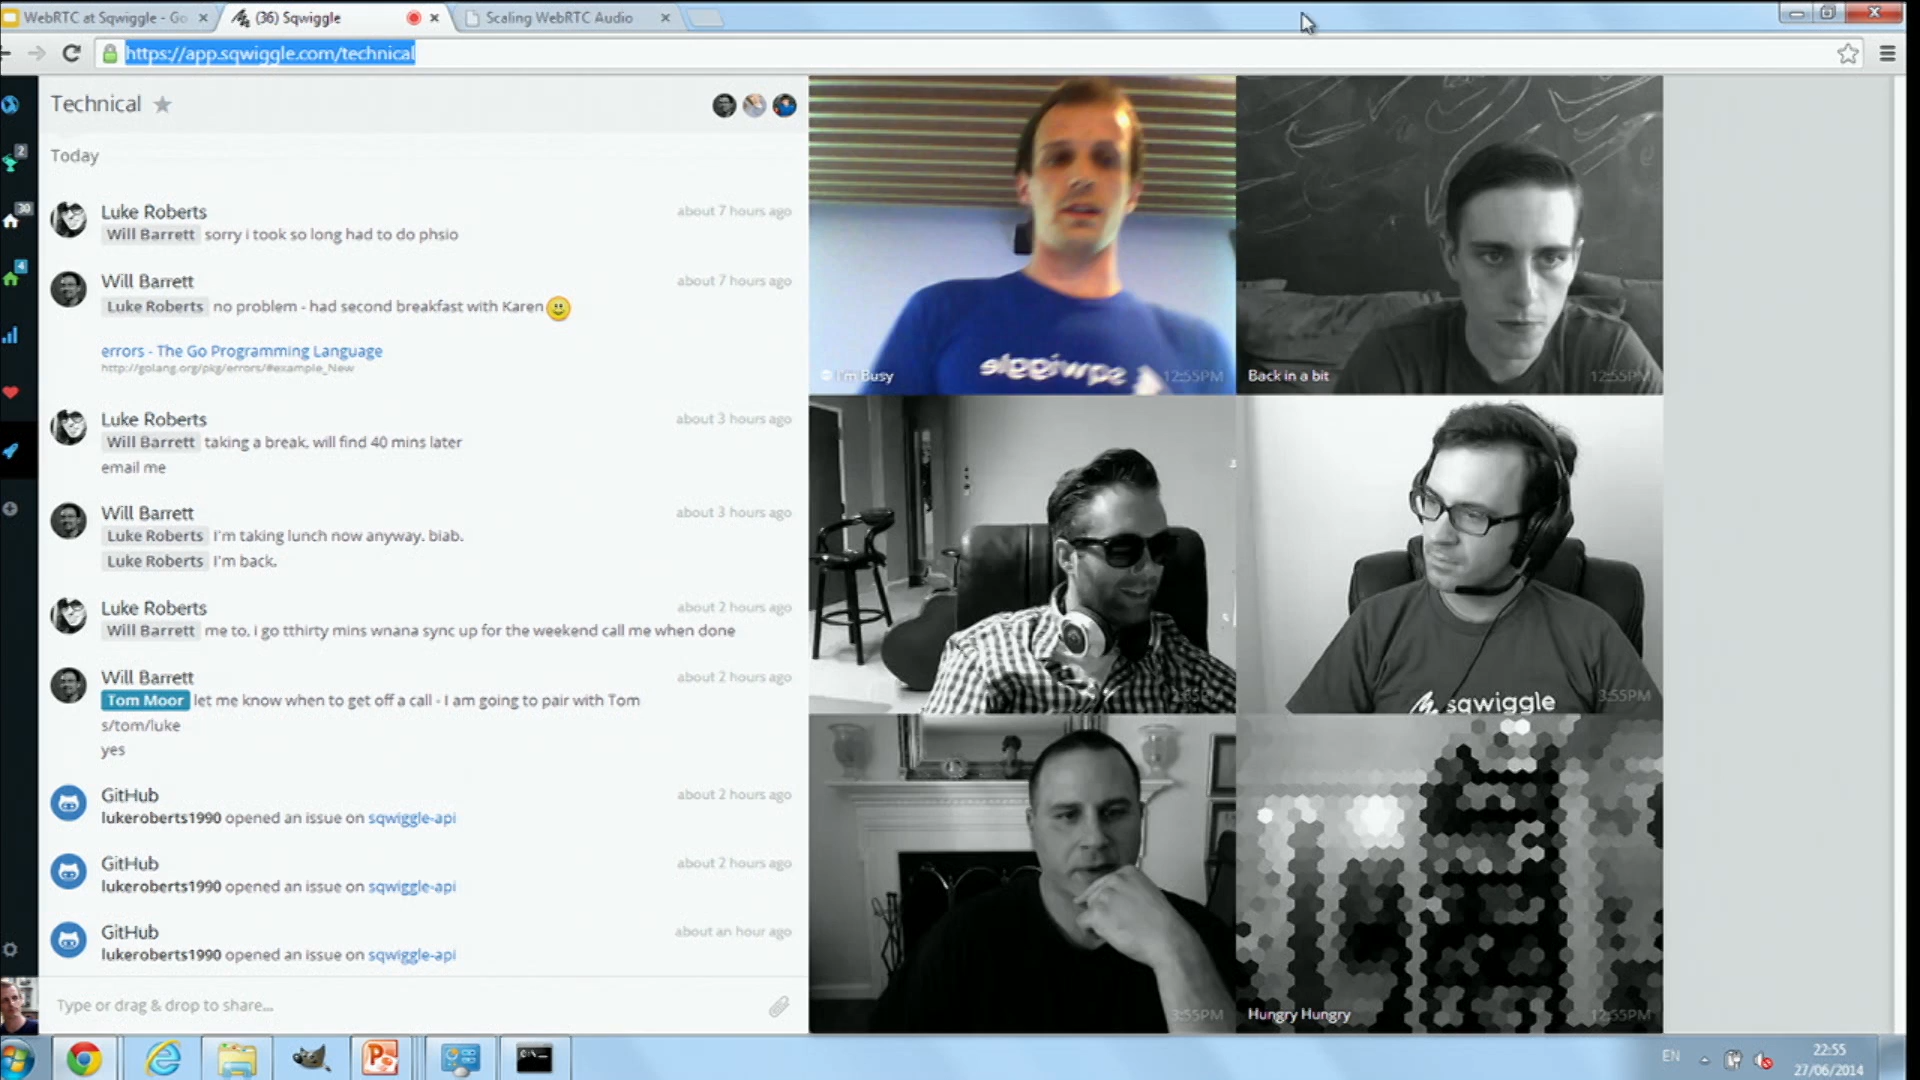 WebRTC at Sqwiggle - Go
(36) Sqwiggle
Scaling WebRTC Audio
https://app.sqwiggle.com/technical
Technical
Today
2
30
4
Luke Roberts
about 7 hours ago
Will Barrett sorry i took so long had to do phsio
Will Barrett
about 7 hours ago
Luke Roberts no problem - had second breakfast with Karen
errors - The Go Programming Language
http://golang.org/pkg/errors/#example_New
Luke Roberts
about 3 hours ago
Will Barrett taking a break, will find 40 mins later
email me
Will Barrett
about 3 hours ago
Luke Roberts I'm taking lunch now anyway. biab.
Luke Roberts I'm back.
Luke Roberts
about 2 hours ago
Will Barrett me to, i go tthirty mins wnana sync up for the weekend call me when done
Will Barrett
about 2 hours ago
Tom Moor let me know when to get off a call - I am going to pair with Tom
s/tom/luke
yes
GitHub
about 2 hours ago
lukeroberts1990 opened an issue on sqwiggle-api
GitHub
about 2 hours ago
lukeroberts1990 opened an issue on sqwiggle-api
GitHub
about an hour ago
lukeroberts1990 opened an issue on sqwiggle-api
Type or drag & drop to share...
I'm Busy
12:55PM
sqwiggle
Back in a bit
12:55PM
sqwiggle
3:55PM
3:55PM
Hungry Hungry
12:55PM
EN
22:55
27/06/2014